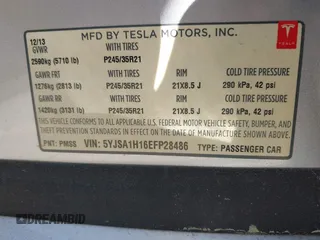 MFD BY TESLA MOTORS, INC.
TESLA
12/13
GVWR WITH TIRES
2590kg (5710 lb) P245/35R21
GAWR FRT WITH TIRES RIM COLD TIRE PRESSURE
1276kg (2813 lb) P245/35R21 21X8.5 J 290 kPa, 42 psi
GAWR RR WITH TIRES RIM COLD TIRE PRESSURE
1420kg (3131 lb) P245/35R21 21X8.5 J 290 kPa, 42 psi
THIS VEHICLE CONFORMS TO ALL APPLICABLE U.S. FEDERAL MOTOR VEHICLE SAFETY, BUMPER, AND
THEFT PREVENTION STANDARDS IN EFFECT ON THE DATE OF MANUFACTURE SHOWN ABOVE.
PNT: PMSS VIN: 5YJSA1H16EFP28486 TYPE: PASSENGER CAR
CLEARAMBID